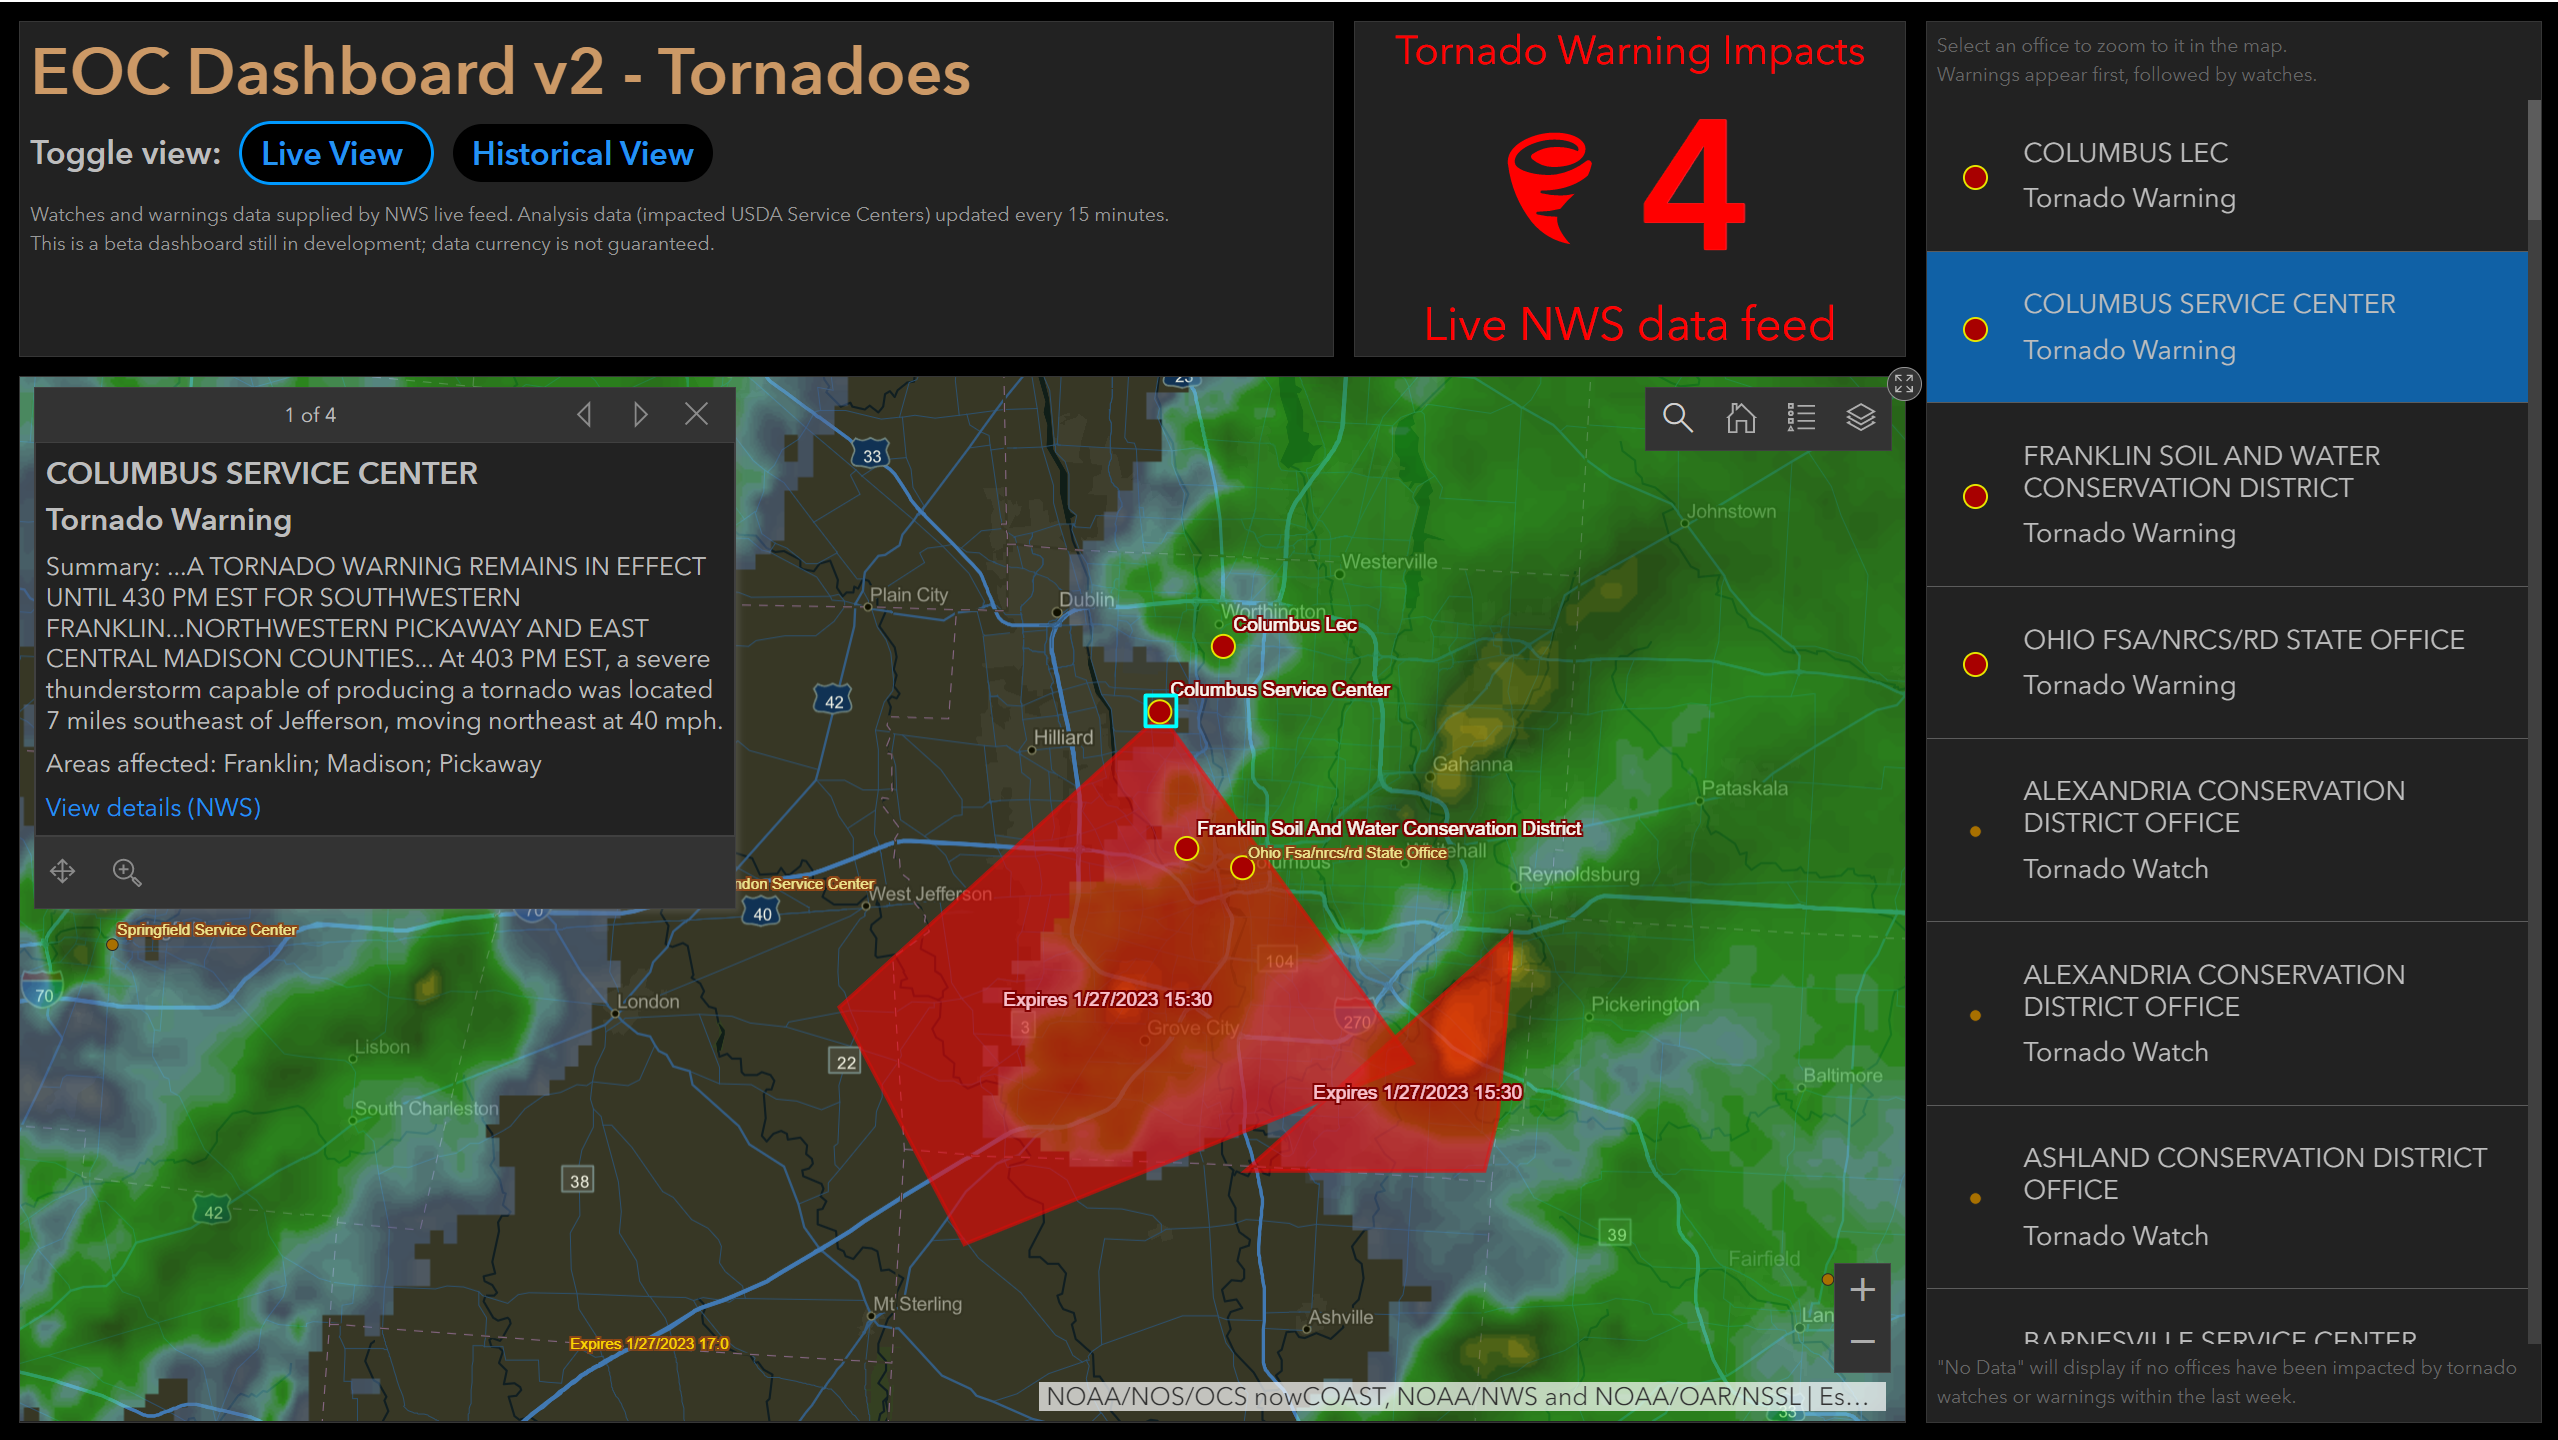 EOC Dashboard v2 - Tornadoes
Toggle view:
Live View
Historical View
Watches and warnings data supplied by NWS live feed. Analysis data (impacted USDA Service Centers) updated every 15 minutes.
This is a beta dashboard still in development; data currency is not guaranteed.
Tornado Warning Impacts
4
Live NWS data feed
Select an office to zoom to it in the map.
Warnings appear first, followed by watches.
COLUMBUS LEC
Tornado Warning
COLUMBUS SERVICE CENTER
Tornado Warning
FRANKLIN SOIL AND WATER
CONSERVATION DISTRICT
Tornado Warning
OHIO FSA/NRCS/RD STATE OFFICE
Tornado Warning
ALEXANDRIA CONSERVATION
DISTRICT OFFICE
Tornado Watch
ALEXANDRIA CONSERVATION
DISTRICT OFFICE
Tornado Watch
ASHLAND CONSERVATION DISTRICT
OFFICE
Tornado Watch
BARNESVILLE SERVICE CENTER
"No Data" will display if no offices have been impacted by tornado
watches or warnings within the last week.
1 of 4
COLUMBUS SERVICE CENTER
Tornado Warning
Summary: ...A TORNADO WARNING REMAINS IN EFFECT
UNTIL 430 PM EST FOR SOUTHWESTERN
FRANKLIN...NORTHWESTERN PICKAWAY AND EAST
CENTRAL MADISON COUNTIES... At 403 PM EST, a severe
thunderstorm capable of producing a tornado was located
7 miles southeast of Jefferson, moving northeast at 40 mph.
Areas affected: Franklin; Madison; Pickaway
View details (NWS)
23
33
Johnstown
Westerville
Plain City
Dublin
Worthington
Columbus Lec
Columbus Service Center
42
Hilliard
Gahanna
Pataskala
Franklin Soil And Water Conservation District
Ohio Fsa/nrcs/rd State Office
Whitehall
Columbus
Reynoldsburg
ndon Service Center
West Jefferson
40
70
Springfield Service Center
104
70
Expires 1/27/2023 15:30
London
Pickerington
3
Grove City
270
Lisbon
22
Baltimore
Expires 1/27/2023 15:30
South Charleston
38
42
39
Fairfield
Mt Sterling
Ashville
Lan
Expires 1/27/2023 17:0
NOAA/NOS/OCS nowCOAST, NOAA/NWS and NOAA/OAR/NSSL | Es...
33